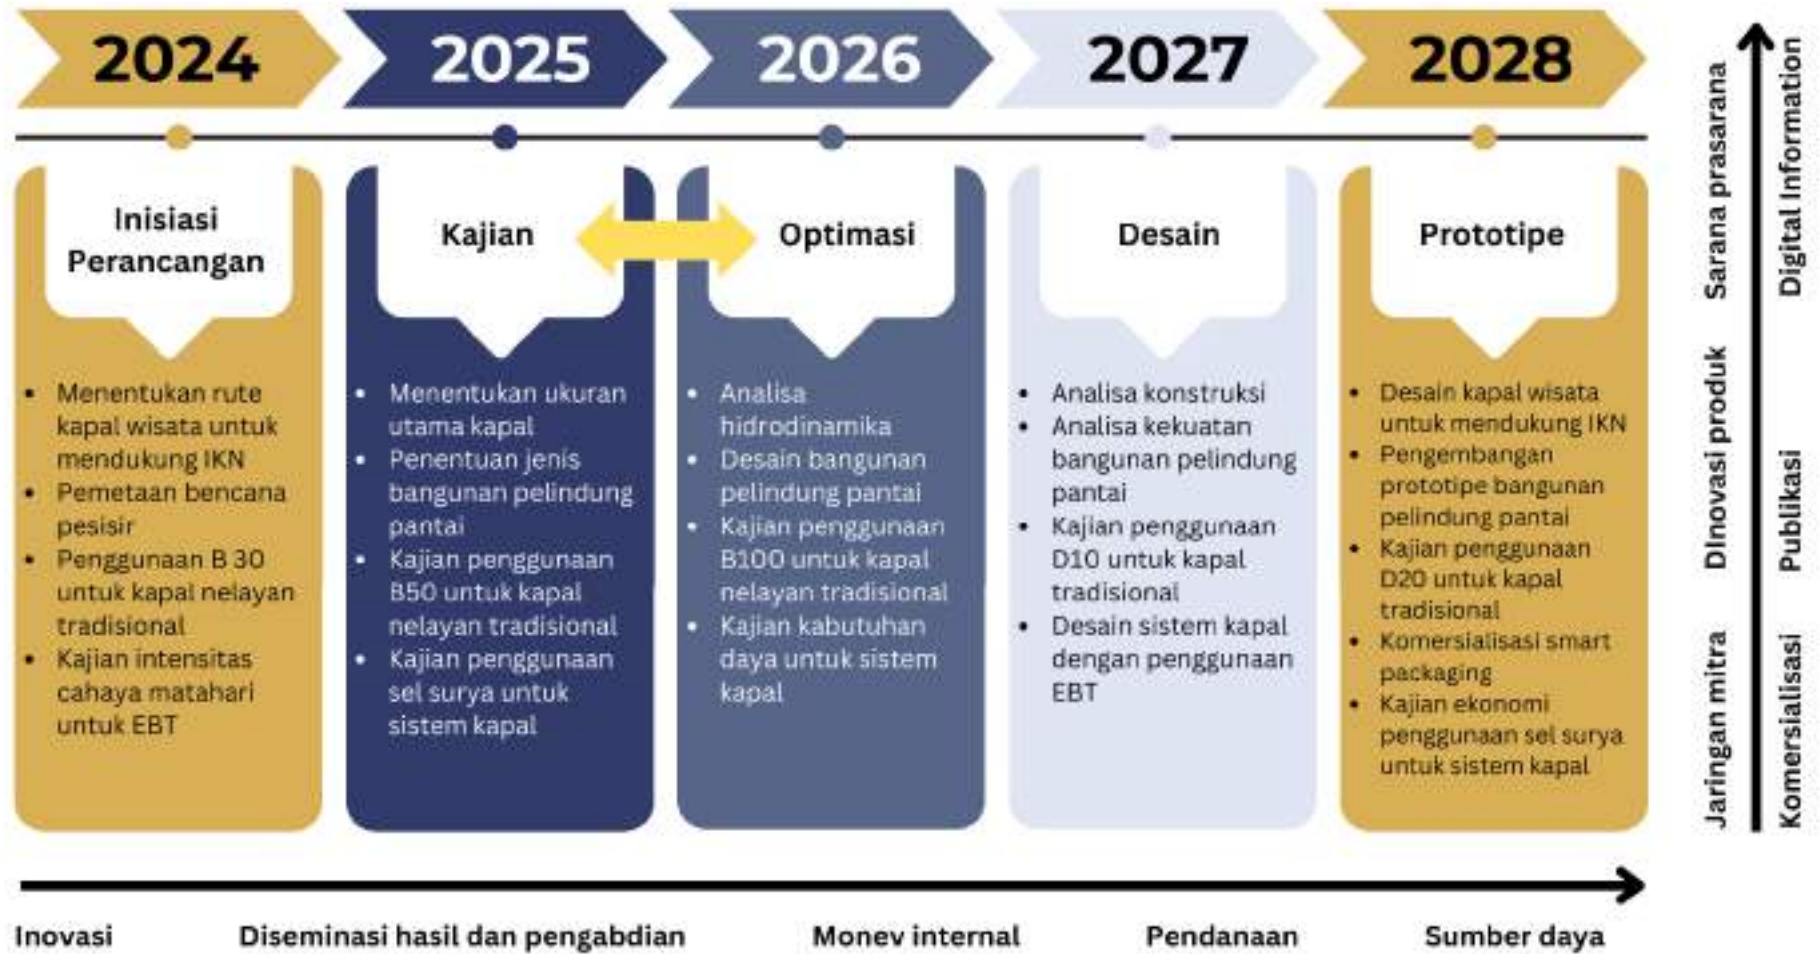 2024
2025
2026
2027
2028
Inisiasi
Perancangan
Kajian
Optimasi
Desain
Prototipe
• Menentukan rute
kapal wisata untuk
mendukung IKN
• Pemetaan bencana
pesisir
• Penggunaan B 30
untuk kapal nelayan
tradisional
• Kajian intensitas
cahaya matahari
untuk EBT
• Menentukan ukuran
utama kapal
• Penentuan jenis
bangunan pelindung
pantai
• Kajian penggunaan
B50 untuk kapal
nelayan tradisional
• Kajian penggunaan
sel surya untuk
sistem kapal
• Analisa
hidrodinamika
• Desain bangunan
pelindung pantai
• Kajian penggunaan
B100 untuk kapal
nelayan tradisional
• Kajian kabutuhan
daya untuk sistem
kapal
• Analisa konstruksi
• Analisa kekuatan
bangunan pelindung
pantai
• Kajian penggunaan
D10 untuk kapal
tradisional
• Desain sistem kapal
dengan penggunaan
EBT
• Desain kapal wisata
untuk mendukung IKN
• Pengembangan
prototipe bangunan
pelindung pantai
• Kajian penggunaan
D20 untuk kapal
tradisional
• Komersialisasi smart
packaging
• Kajian ekonomi
penggunaan sel surya
untuk sistem kapal
Jaringan mitra
DInovasi produk
Sarana prasarana
Komersialisasi
Publikasi
Digital Information
Inovasi
Diseminasi hasil dan pengabdian
Monev internal
Pendanaan
Sumber daya